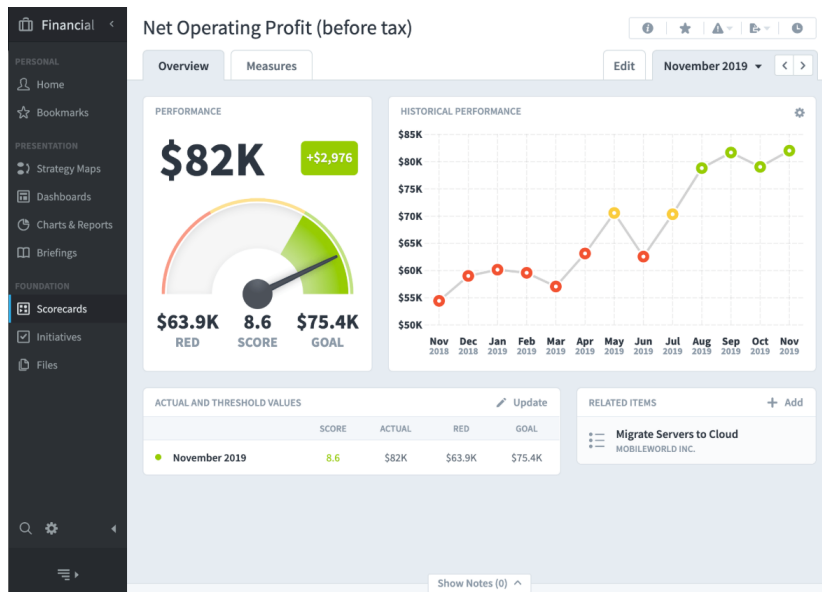 Financial
PERSONAL
Home
Bookmarks
PRESENTATION
Strategy Maps
Dashboards
Charts & Reports
Briefings
FOUNDATION
Scorecards
Initiatives
Files
Net Operating Profit (before tax)
Overview Measures Edit November 2019
PERFORMANCE
$82K +$2,976
$63.9K 8.6 $75.4K
RED SCORE GOAL
HISTORICAL PERFORMANCE
$85K
$80K
$75K
$70K
$65K
$60K
$55K
$50K
Nov Dec Jan Feb Mar Apr May Jun Jul Aug Sep Oct Nov
2018 2018 2019 2019 2019 2019 2019 2019 2019 2019 2019 2019 2019
ACTUAL AND THRESHOLD VALUES Update
SCORE ACTUAL RED GOAL
November 2019 8.6 $82K $63.9K $75.4K
RELATED ITEMS Add
Migrate Servers to Cloud
MOBILEWORLD INC.
Show Notes (0)